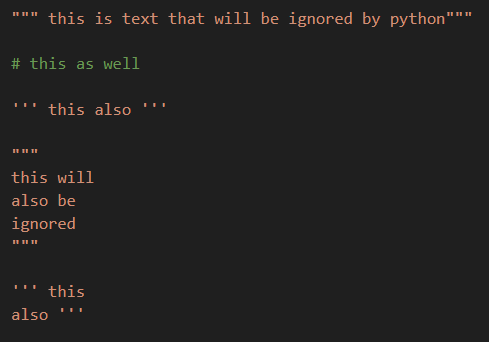 """ this is text that will be ignored by python"""
# this as well
''' this also '''
"""
this will
also be
ignored
"""
''' this
also '''